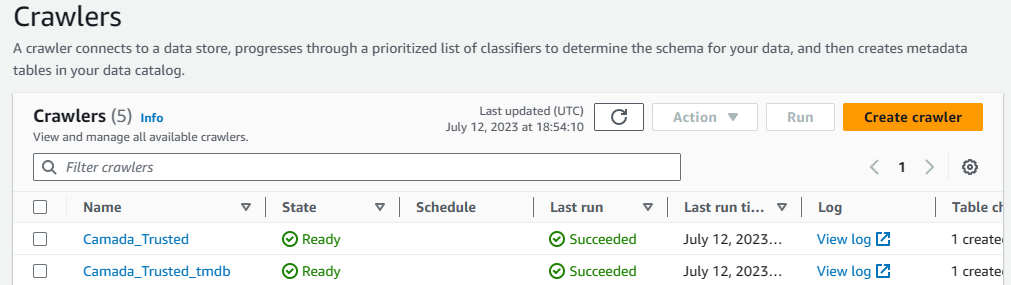 Crawlers
A crawler connects to a data store, progresses through a prioritized list of classifiers to determine the schema for your data, and then creates metadata
tables in your data catalog.
Crawlers (5) Info
View and manage all available crawlers.
Last updated (UTC)
July 12, 2023 at 18:54:10
Action
Run
Create crawler
Filter crawlers
1
Name State Schedule Last run Last run ti... Log Table ch
Camada_Trusted Ready Succeeded July 12, 2023... View log 1 create
Camada_Trusted_tmdb Ready Succeeded July 12, 2023... View log 1 create